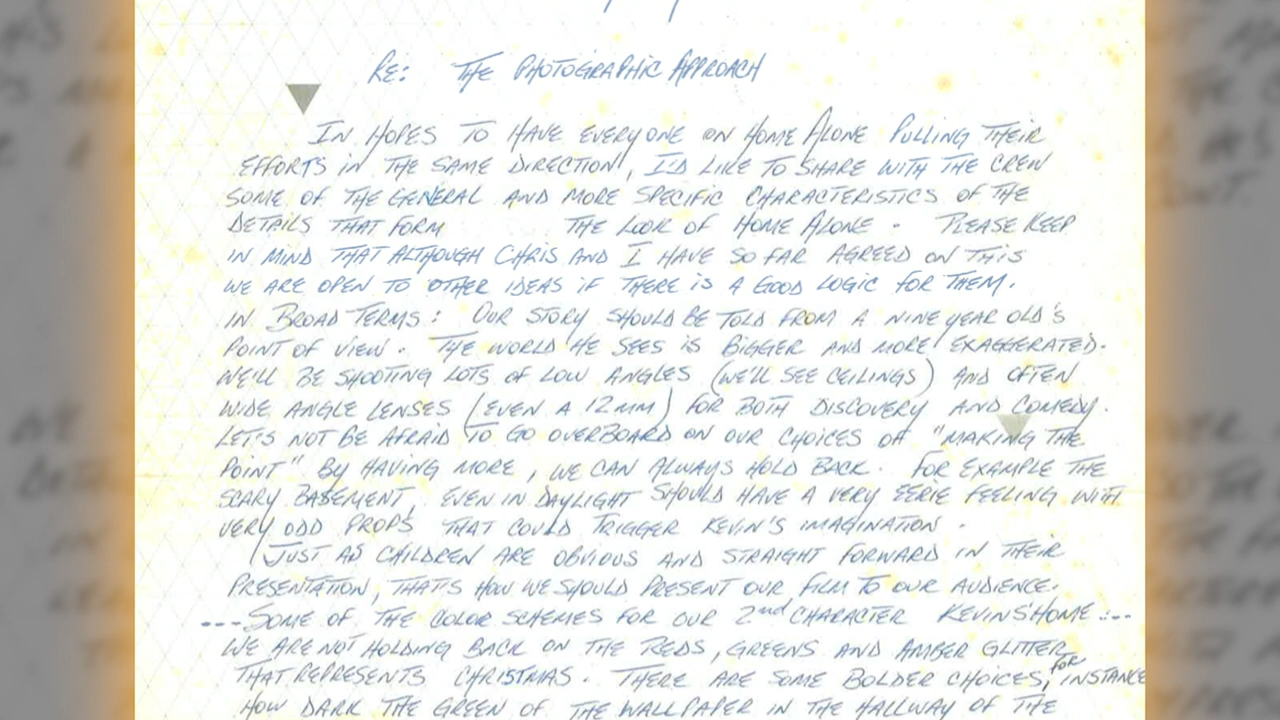 RE: THE PHOTOGRAPHIC APPROACH
IN HOPES TO HAVE EVERYONE ON HOME ALONE PULLING THEIR
EFFORTS IN THE SAME DIRECTION, I'D LIKE TO SHARE WITH THE CREW
SOME OF THE GENERAL AND MORE SPECIFIC CHARACTERISTICS OF THE
DETAILS THAT FORM THE LOOK OF HOME ALONE. PLEASE KEEP
IN MIND THAT ALTHOUGH CHRIS AND I HAVE SO FAR AGREED ON THIS
WE ARE OPEN TO OTHER IDEAS IF THERE IS A GOOD LOGIC FOR THEM.
IN BROAD TERMS: OUR STORY SHOULD BE TOLD FROM A NINE YEAR OLD'S
POINT OF VIEW. THE WORLD HE SEES IS BIGGER AND MORE EXAGGERATED.
WE'LL BE SHOOTING LOTS OF LOW ANGLES (WE'LL SEE CEILINGS) AND OFTEN
WIDE ANGLE LENSES (EVEN A 12MM) FOR BOTH DISCOVERY AND COMEDY.
LET'S NOT BE AFRAID TO GO OVERBOARD ON OUR CHOICES OR "MAKING THE
POINT" BY HAVING MORE, WE CAN ALWAYS HOLD BACK. FOR EXAMPLE THE
SCARY BASEMENT, EVEN IN DAYLIGHT SHOULD HAVE A VERY EERIE FEELING WITH
VERY ODD PROPS THAT COULD TRIGGER KEVIN'S IMAGINATION.
JUST AS CHILDREN ARE OBVIOUS AND STRAIGHT FORWARD IN THEIR
PRESENTATION, THAT'S HOW WE SHOULD PRESENT OUR FILM TO OUR AUDIENCE.
---SOME OF THE COLOR SCHEMES FOR OUR 2nd CHARACTER KEVIN'S HOME:---
WE ARE NOT HOLDING BACK ON THE REDS, GREENS AND AMBER GLITTER
THAT REPRESENTS CHRISTMAS. THERE ARE SOME BOLDER CHOICES, FOR INSTANCE
HOW DARK THE GREEN OF THE WALLPAPER IN THE HALLWAY OF THE